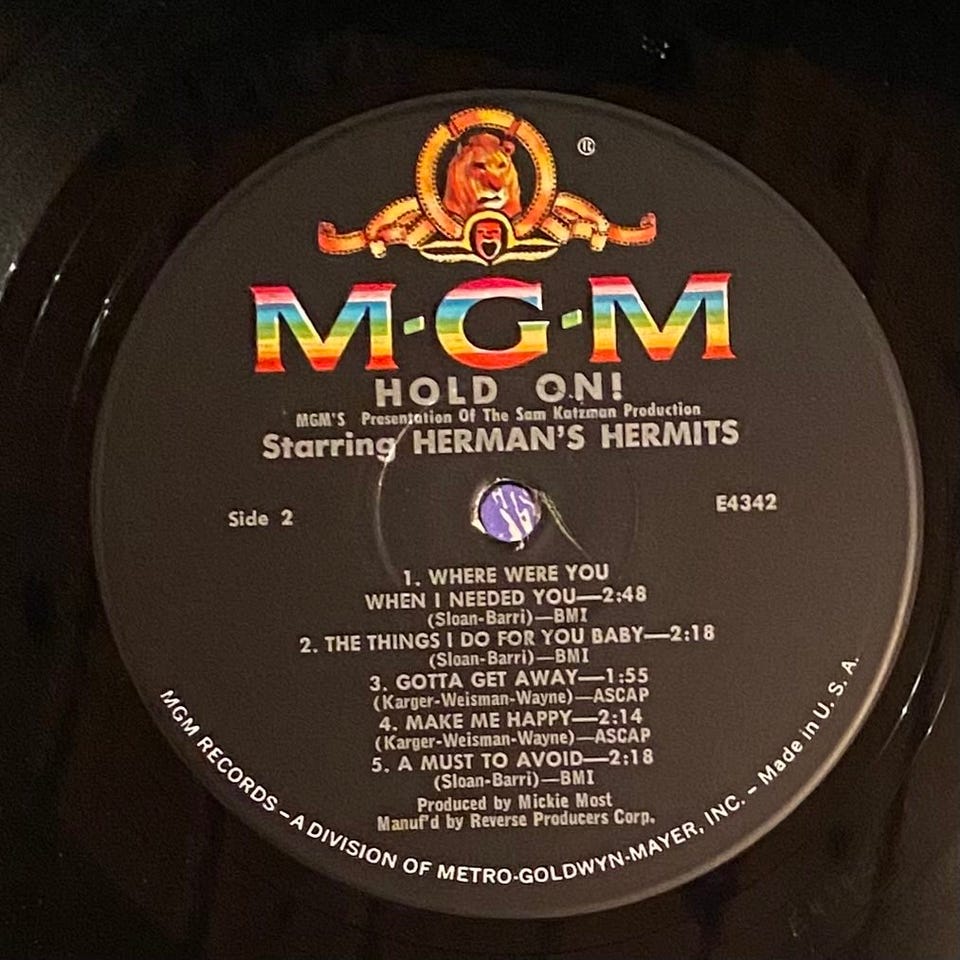 ®
M-G-M
HOLD ON!
MGM'S Presentation Of The Sam Katzman Production
Starring HERMAN'S HERMITS
Side 2
E4342
1. WHERE WERE YOU
WHEN I NEEDED YOU—2:48
(Sloan-Barri)—BMI
2. THE THINGS I DO FOR YOU BABY—2:18
(Sloan-Barri)—BMI
3. GOTTA GET AWAY—1:55
(Karger-Weisman-Wayne)—ASCAP
4. MAKE ME HAPPY—2:14
(Karger-Weisman-Wayne)—ASCAP
5. A MUST TO AVOID—2:18
(Sloan-Barri)—BMI
Produced by Mickie Most
Manuf'd by Reverse Producers Corp.
MGM RECORDS – A DIVISION OF METRO-GOLDWYN-MAYER, INC. – Made in U. S. A.